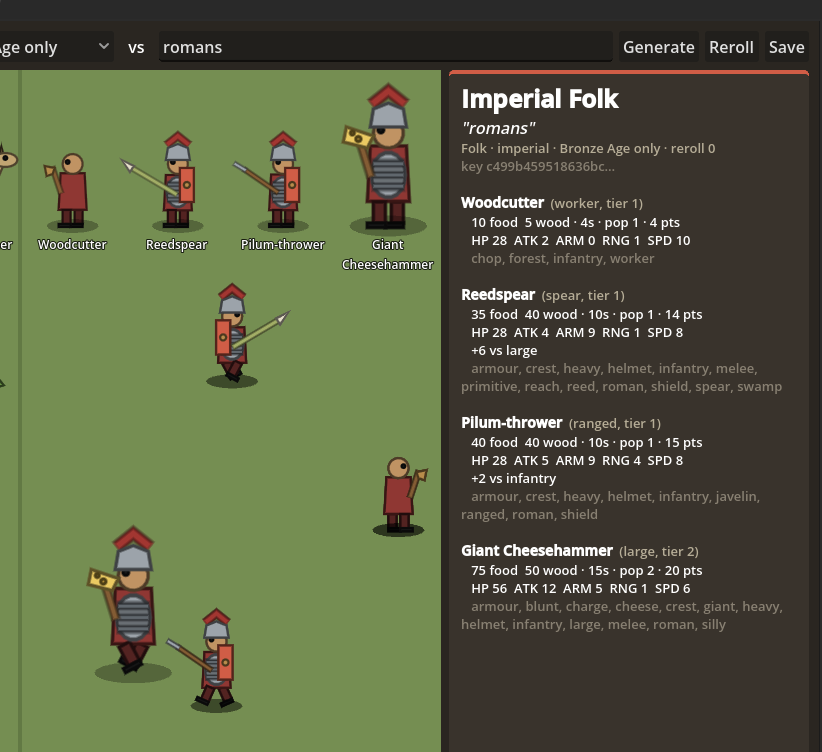 Age only vs romans Generate Reroll Save
Imperial Folk
"romans"
Folk · imperial · Bronze Age only · reroll 0
key c499b459518636bc...
er Woodcutter Reedspear Pilum-thrower Giant
Cheesehammer
Woodcutter (worker, tier 1)
10 food 5 wood · 4s · pop 1 · 4 pts
HP 28 ATK 2 ARM 0 RNG 1 SPD 10
chop, forest, infantry, worker
Reedspear (spear, tier 1)
35 food 40 wood · 10s · pop 1 · 14 pts
HP 28 ATK 4 ARM 9 RNG 1 SPD 8
+6 vs large
armour, crest, heavy, helmet, infantry, melee,
primitive, reach, reed, roman, shield, spear, swamp
Pilum-thrower (ranged, tier 1)
40 food 40 wood · 10s · pop 1 · 15 pts
HP 28 ATK 5 ARM 9 RNG 4 SPD 8
+2 vs infantry
armour, crest, heavy, helmet, infantry, javelin,
ranged, roman, shield
Giant Cheesehammer (large, tier 2)
75 food 50 wood · 15s · pop 2 · 20 pts
HP 56 ATK 12 ARM 5 RNG 1 SPD 6
armour, blunt, charge, cheese, crest, giant, heavy,
helmet, infantry, large, melee, roman, silly